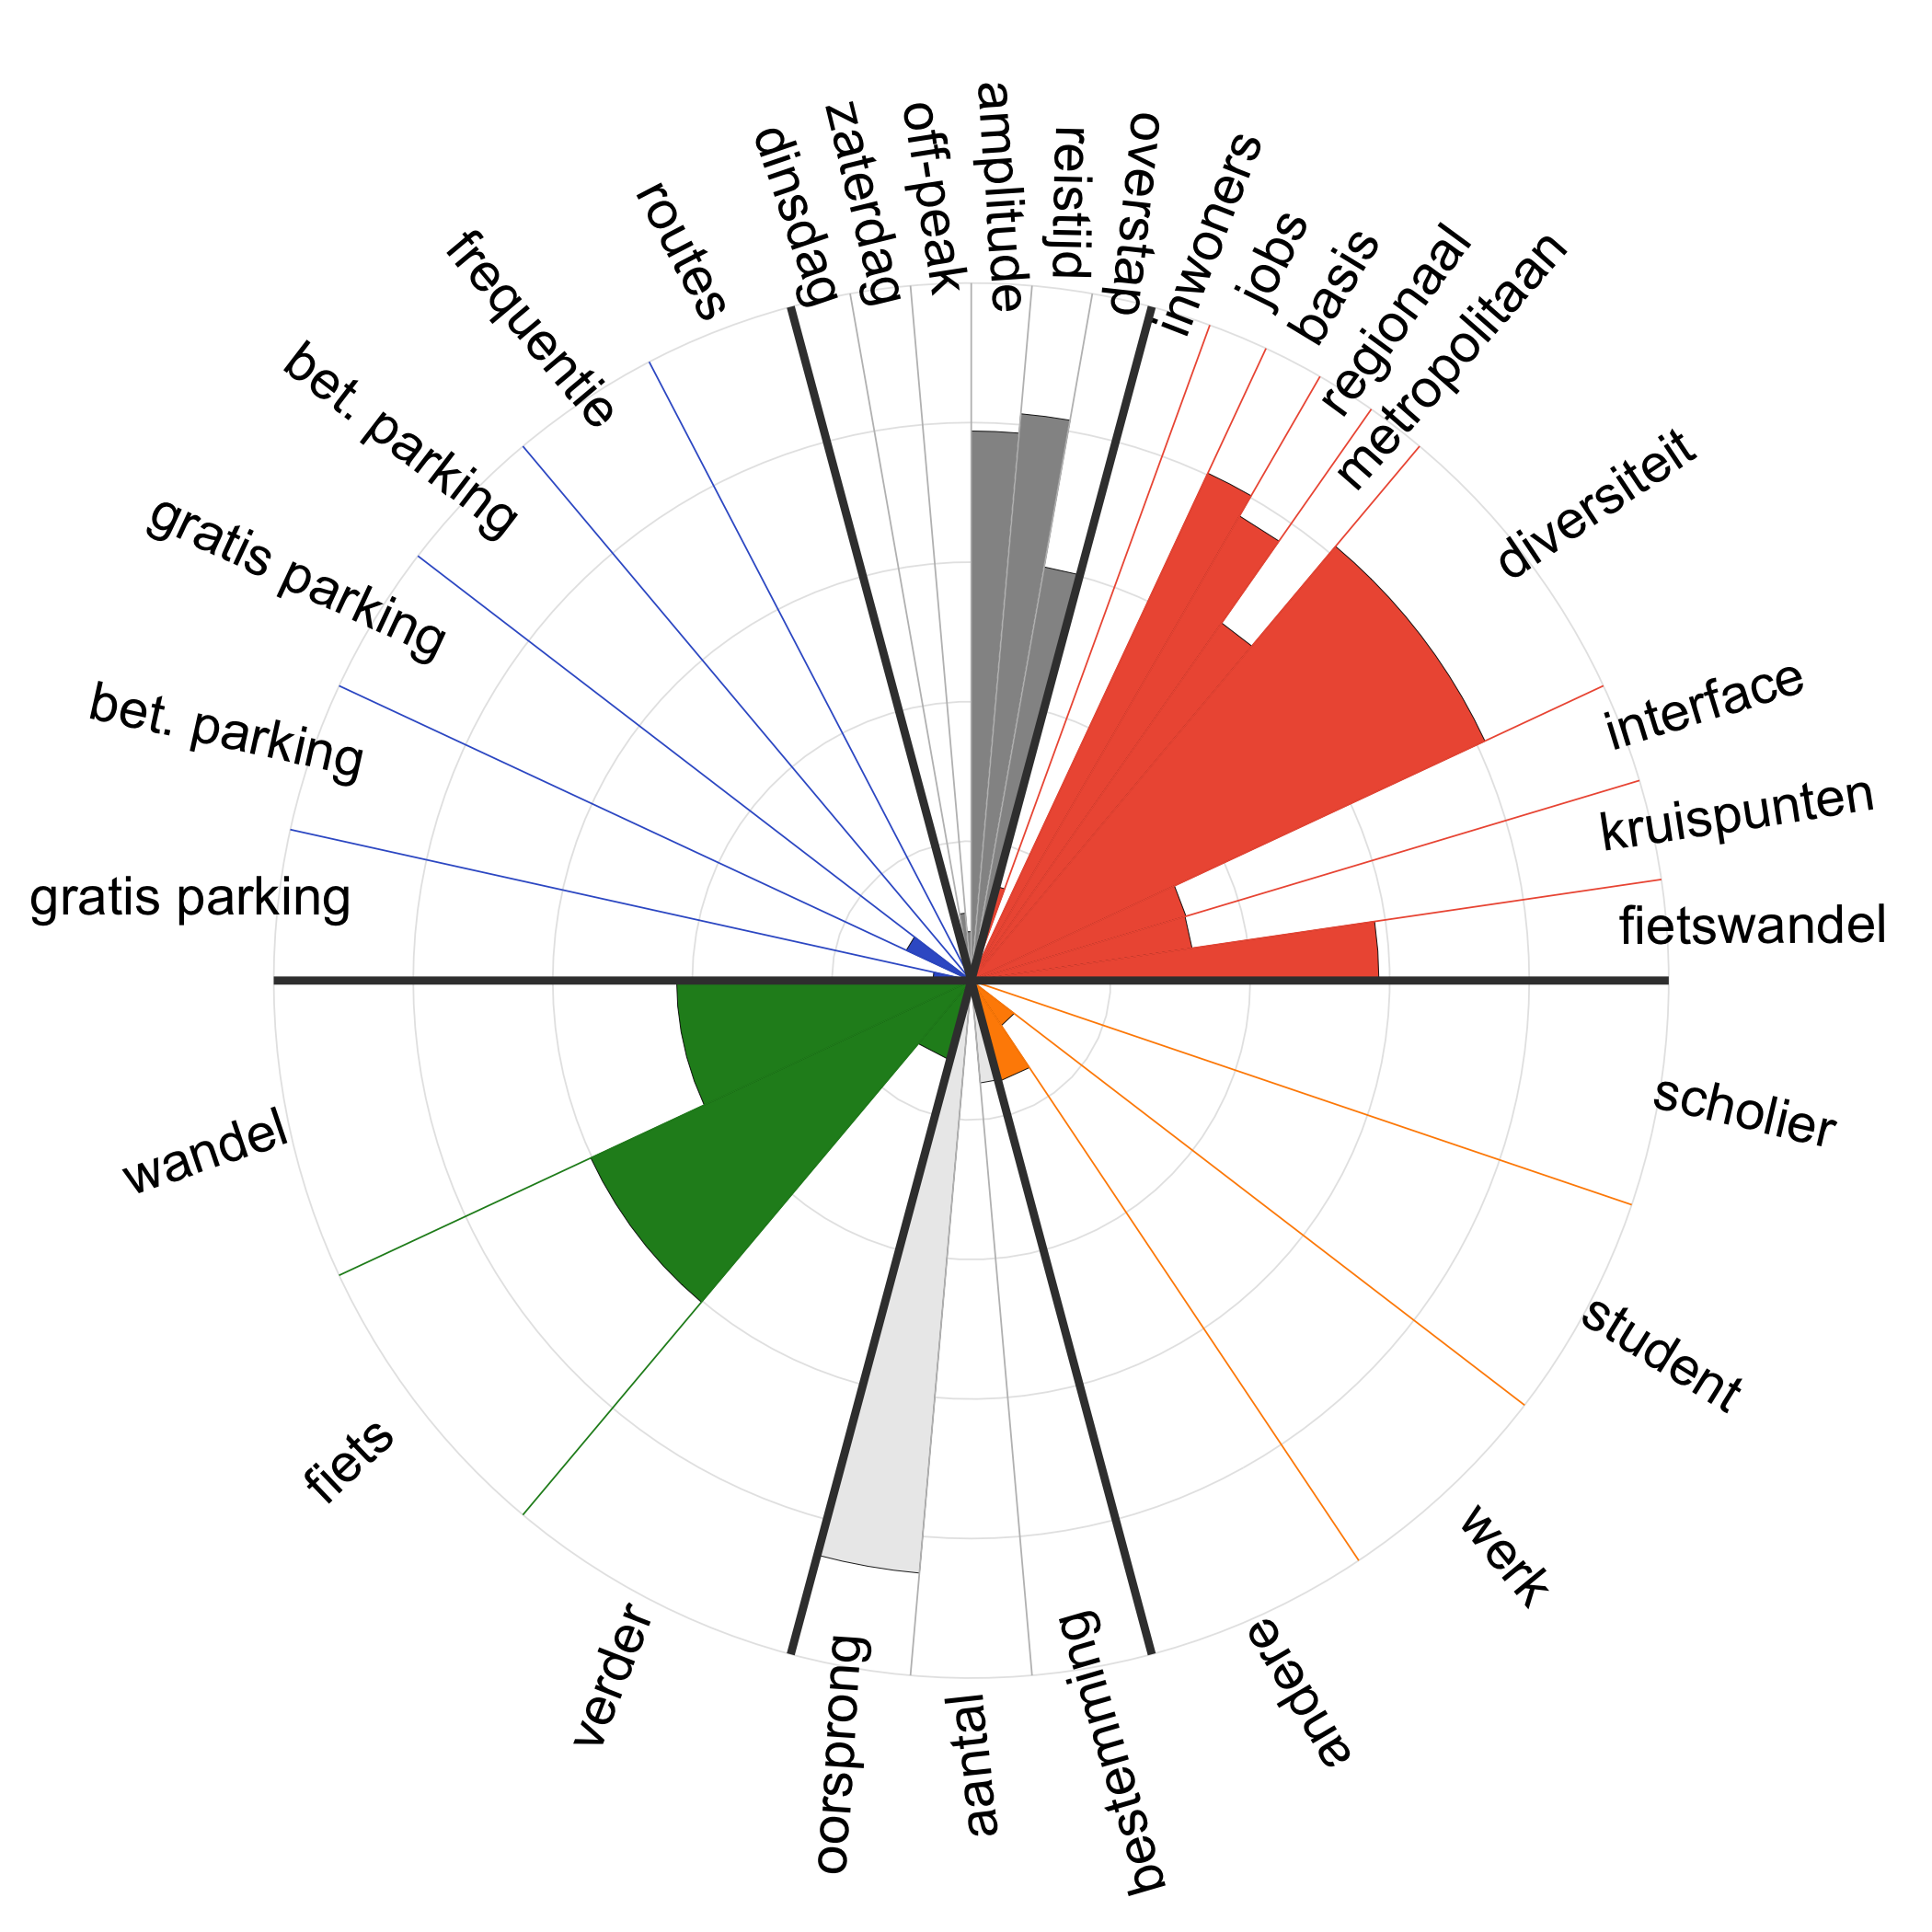 dinsdag
zaterdag
off-peak
amplitude
reistijd
overstap
inwoners
jobs
basis
regionaal
metropolitaan
diversiteit
interface
kruispunten
fietswandel
scholier
student
werk
andere
bestemming
aantal
oorsprong
verder
fiets
wandel
gratis parking
bet. parking
gratis parking
bet. parking
frequentie
routes